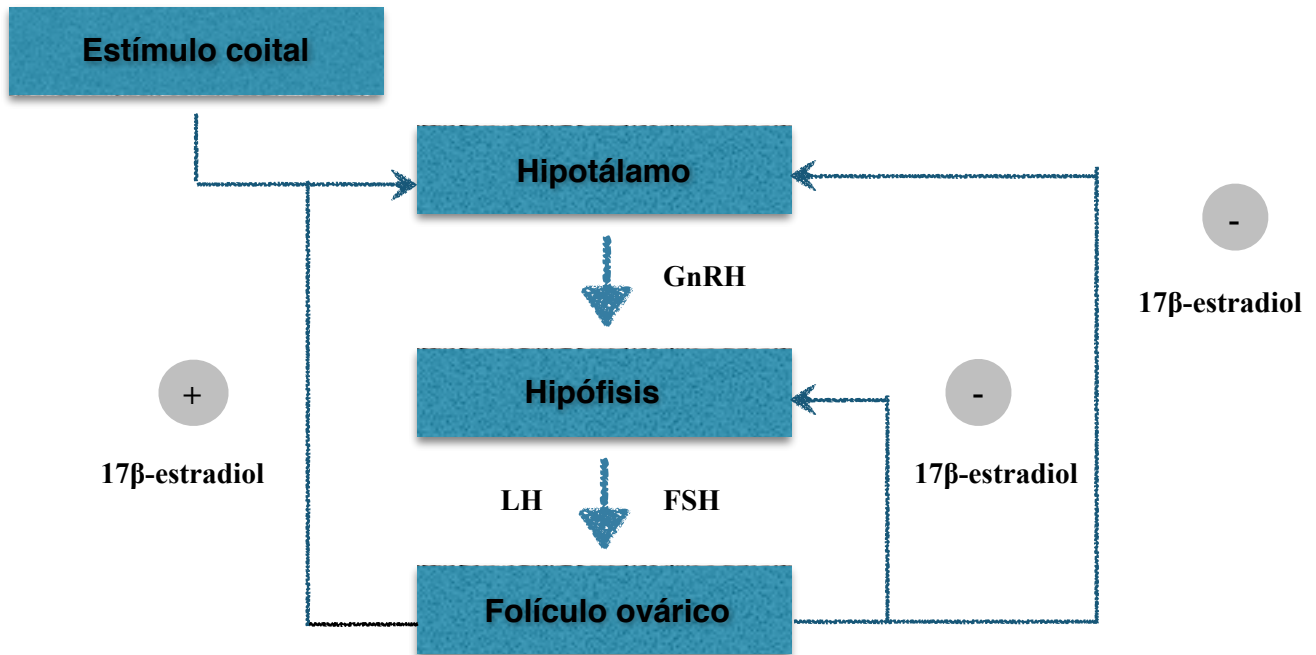 Estímulo coital
Hipotálamo
-
GnRH
17β-estradiol
Hipófisis
+
-
17β-estradiol
17β-estradiol
LH
FSH
Folículo ovárico